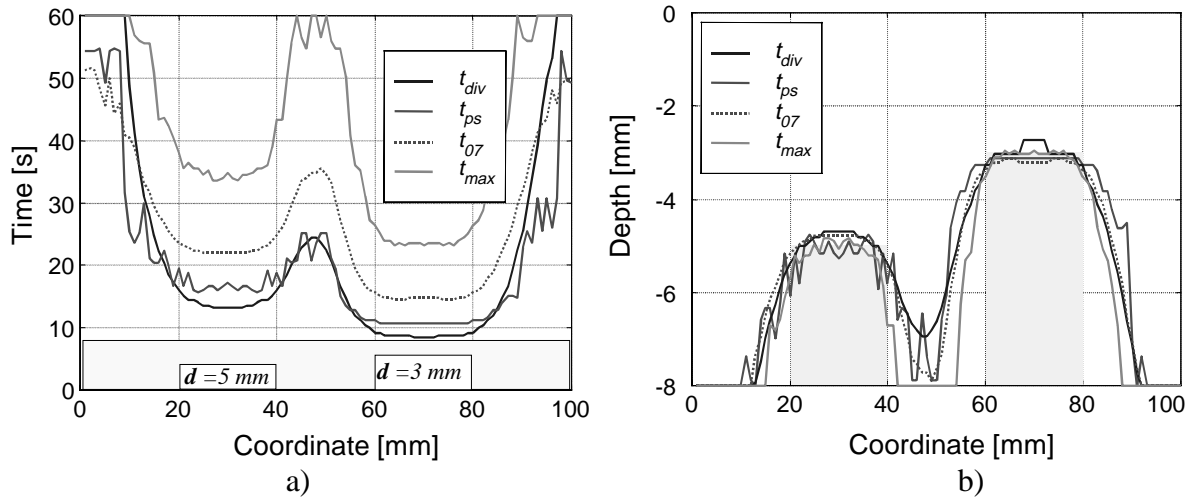 60
50
40
30
20
10
0
Time [s]
t_div
t_ps
t_07
t_max
d =5 mm
d =3 mm
0 20 40 60 80 100
Coordinate [mm]
a)
0
-2
-4
-6
-8
Depth [mm]
t_div
t_ps
t_07
t_max
0 20 40 60 80 100
Coordinate [mm]
b)